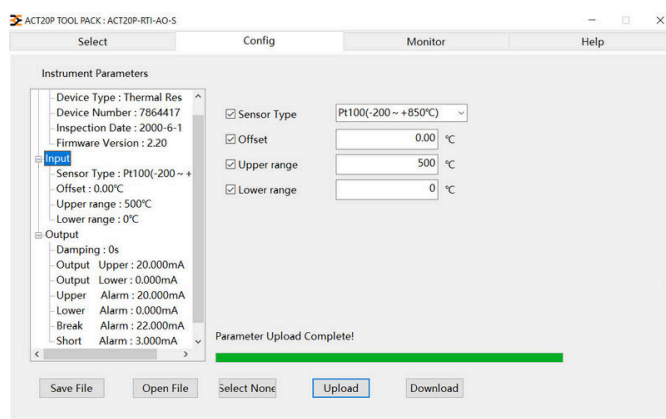 ACT20P TOOL PACK : ACT20P-RTI-AO-S
Select Config Monitor Help
Instrument Parameters
Device Type : Thermal Res
Device Number : 7864417
Inspection Date : 2000-6-1
Firmware Version : 2.20
Input
Sensor Type : Pt100(-200 ~ +
Offset : 0.00℃
Upper range : 500℃
Lower range : 0℃
Output
Damping : 0s
Output Upper : 20.000mA
Output Lower : 0.000mA
Upper Alarm : 20.000mA
Lower Alarm : 0.000mA
Break Alarm : 22.000mA
Short Alarm : 3.000mA
Sensor Type Pt100(-200 ~ +850℃)
Offset 0.00 ℃
Upper range 500 ℃
Lower range 0 ℃
Parameter Upload Complete!
Save File Open File Select None Upload Download